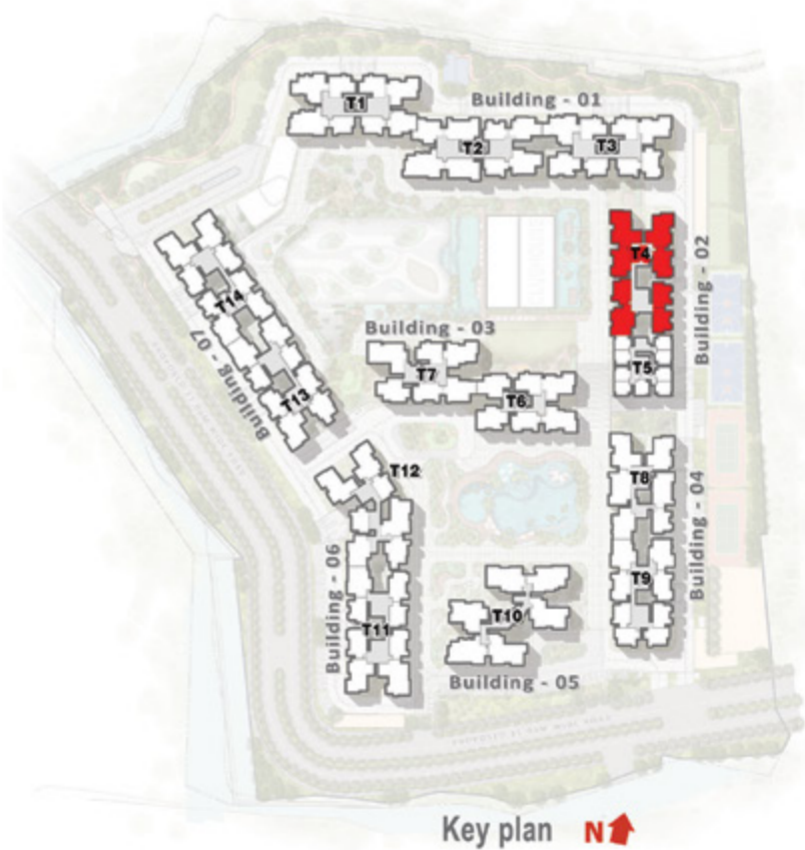 T1
Building - 01
T2
T3
T4
Building - 02
T14
Building - 03
T7
T5
T6
Building - 07
T13
T12
T8
Building - 04
Building - 06
T9
T10
T11
Building - 05
Key plan N